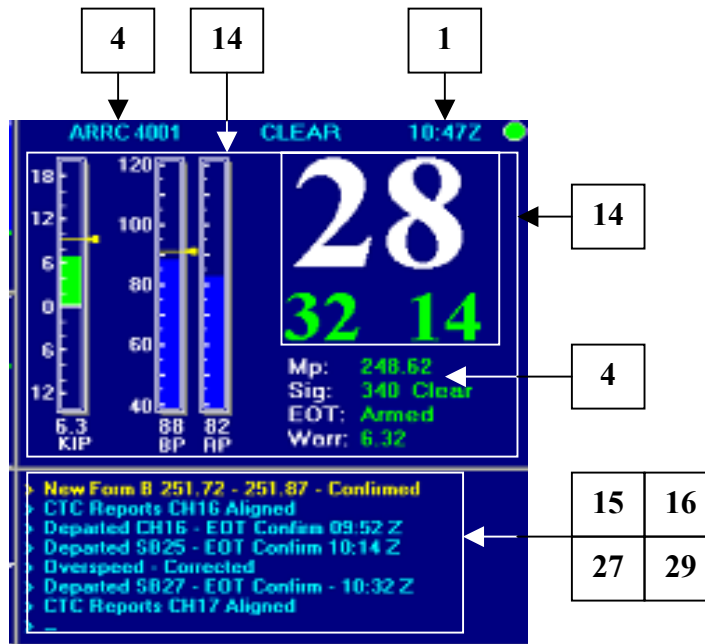 4 14 1
ARRC 4001 CLEAR 10:47Z
18 120 28
12 100
14
6 80
0 32 14
6 60
Mp: 248.62
4
Sig: 340 Clear
12 EOT: Armed
40
6.3 88 82 Warr: 6.32
KIP BP AP
> New Form B 251.72 - 251.87 - Confirmed
> CTC Reports CH16 Aligned
15 16
> Departed CH16 - EOT Confirm 09:52 Z
> Departed SB25 - EOT Confirm 10:14 Z
> Overspeed - Corrected
27 29
> Departed SB27 - EOT Confirm - 10:32 Z
> CTC Reports CH17 Aligned
> _